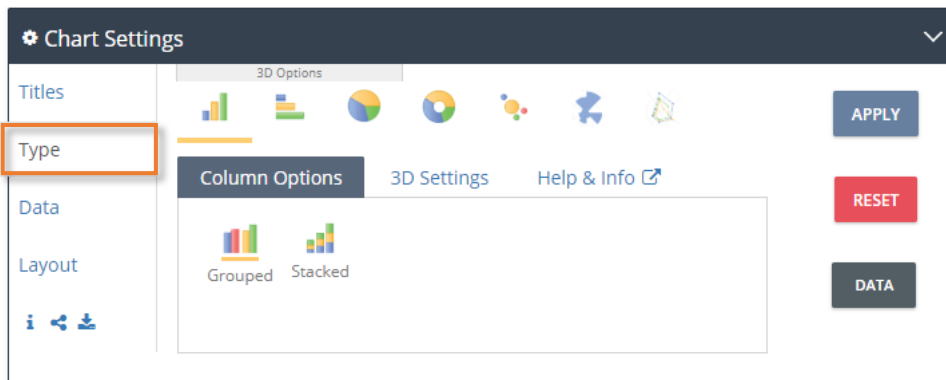 Chart Settings
Titles
Type
Data
Layout
3D Options
Column Options
3D Settings
Help & Info
Grouped
Stacked
APPLY
RESET
DATA